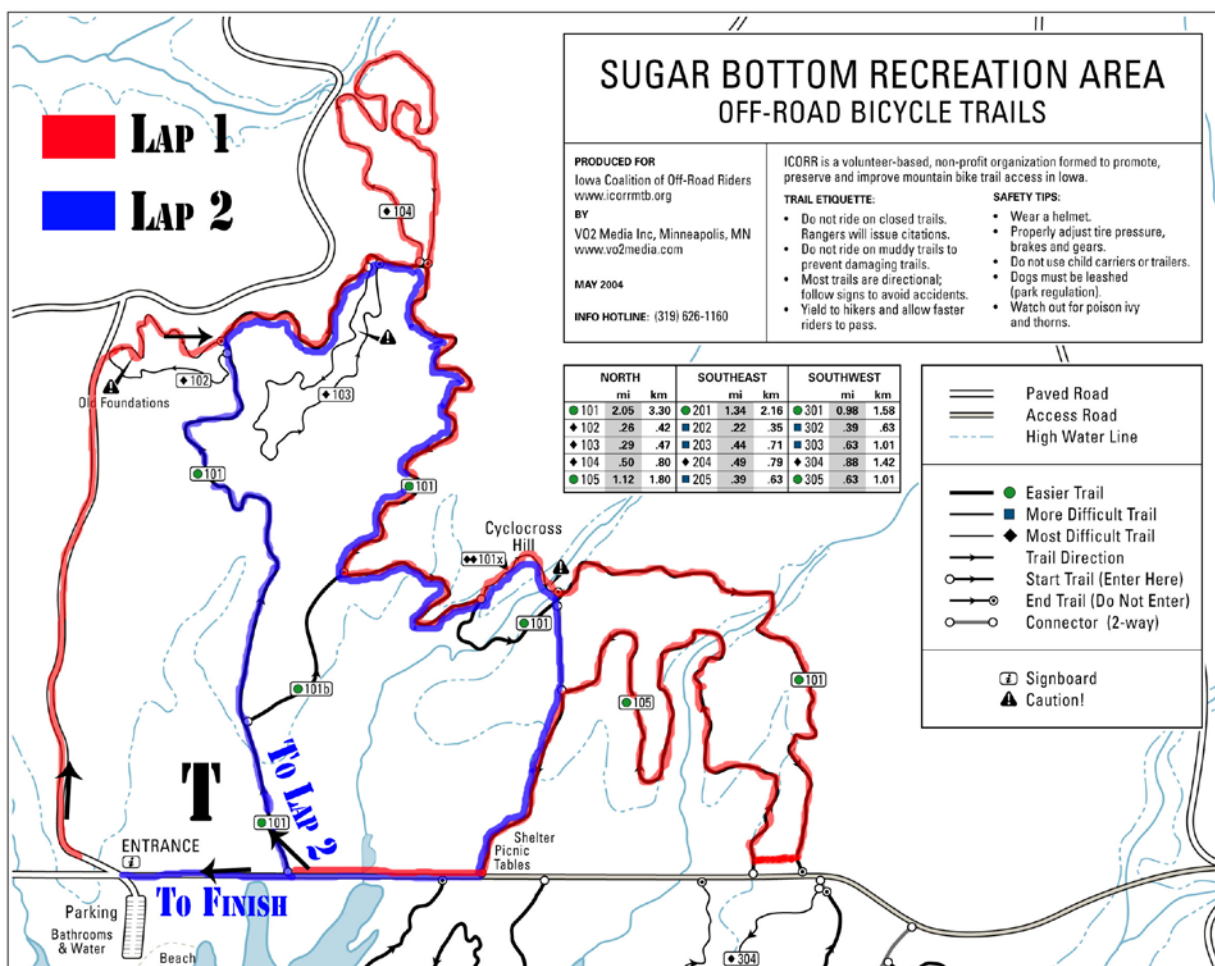 SUGAR BOTTOM RECREATION AREA
OFF-ROAD BICYCLE TRAILS
PRODUCED FOR
Iowa Coalition of Off-Road Riders
www.icorrmtb.org
BY
VO2 Media Inc, Minneapolis, MN
www.vo2media.com
MAY 2004
INFO HOTLINE: (319) 626-1160
ICORR is a volunteer-based, non-profit organization formed to promote,
preserve and improve mountain bike trail access in Iowa.
TRAIL ETIQUETTE:
• Do not ride on closed trails.
Rangers will issue citations.
• Do not ride on muddy trails to
prevent damaging trails.
• Most trails are directional;
follow signs to avoid accidents.
• Yield to hikers and allow faster
riders to pass.
SAFETY TIPS:
• Wear a helmet.
• Properly adjust tire pressure,
brakes and gears.
• Do not use child carriers or trailers.
• Dogs must be leashed
(park regulation).
• Watch out for poison ivy
and thorns.
LAP 1
LAP 2
104
102
Old Foundations
103
101
101
NORTH SOUTHEAST SOUTHWEST
mi km mi km mi km
101 2.05 3.30 201 1.34 2.16 301 0.98 1.58
102 .26 .42 202 .22 .35 302 .39 .63
103 .29 .47 203 .44 .71 303 .63 1.01
104 .50 .80 204 .49 .79 304 .88 1.42
105 1.12 1.80 205 .39 .63 305 .63 1.01
Paved Road
Access Road
High Water Line
Easier Trail
More Difficult Trail
Most Difficult Trail
Trail Direction
Start Trail (Enter Here)
End Trail (Do Not Enter)
Connector (2-way)
i Signboard
Caution!
Cyclocross
Hill
101x
101
101b
105
101
T
TO LAP 2
101
ENTRANCE
i
Shelter
Picnic
Tables
TO FINISH
Parking
Bathrooms
& Water
Beach
304